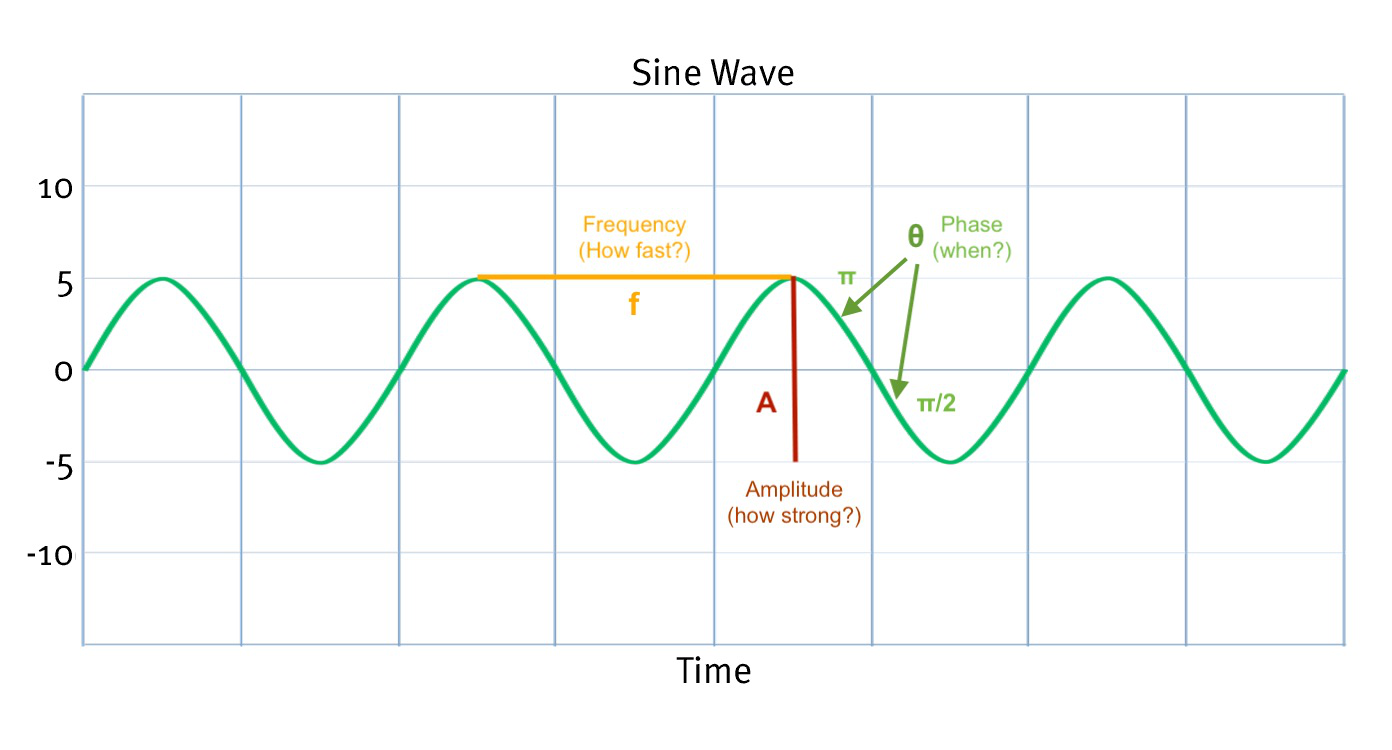 Sine Wave
10
Frequency
(How fast?)
θ Phase
(when?)
5
f
π
0
A
π/2
-5
Amplitude
(how strong?)
-10
Time